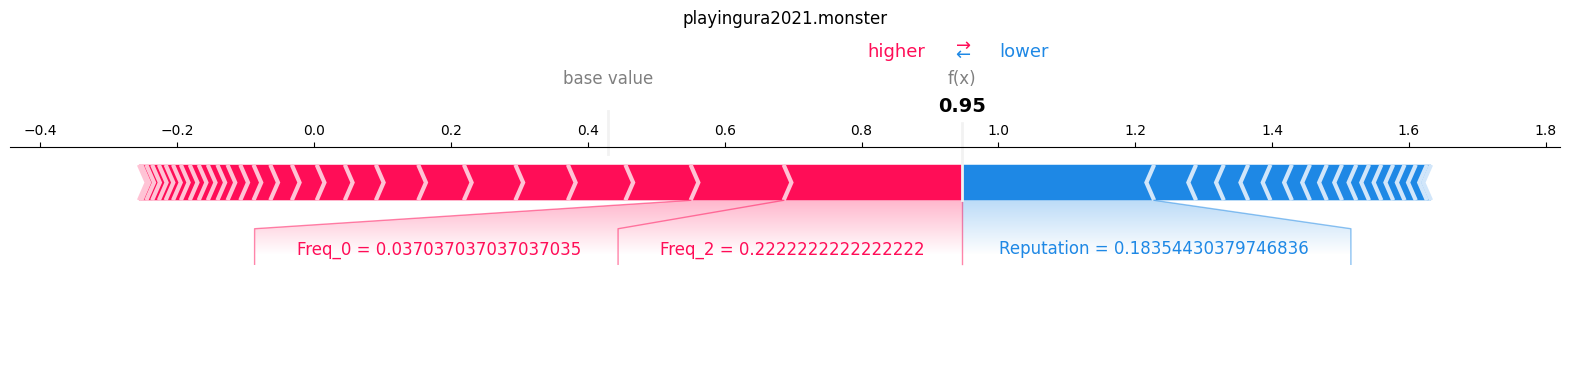 playingura2021.monster
higher ⇄ lower
base value f(x)
0.95
−0.4 −0.2 0.0 0.2 0.4 0.6 0.8 1.0 1.2 1.4 1.6 1.8
Freq_0 = 0.037037037037037035 Freq_2 = 0.2222222222222222 Reputation = 0.18354430379746836